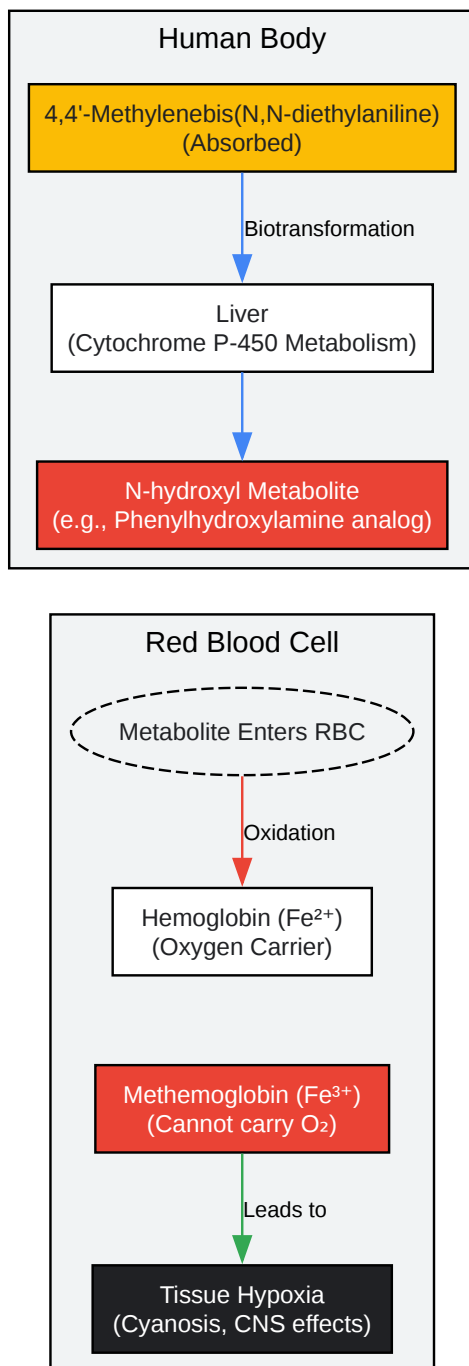 Human Body
4,4'-Methylenebis(N,N-diethylaniline)
(Absorbed)
Biotransformation
Liver
(Cytochrome P-450 Metabolism)
N-hydroxyl Metabolite
(e.g., Phenylhydroxylamine analog)
Red Blood Cell
Metabolite Enters RBC
Oxidation
Hemoglobin (Fe²⁺)
(Oxygen Carrier)
Methemoglobin (Fe³⁺)
(Cannot carry O₂)
Leads to
Tissue Hypoxia
(Cyanosis, CNS effects)